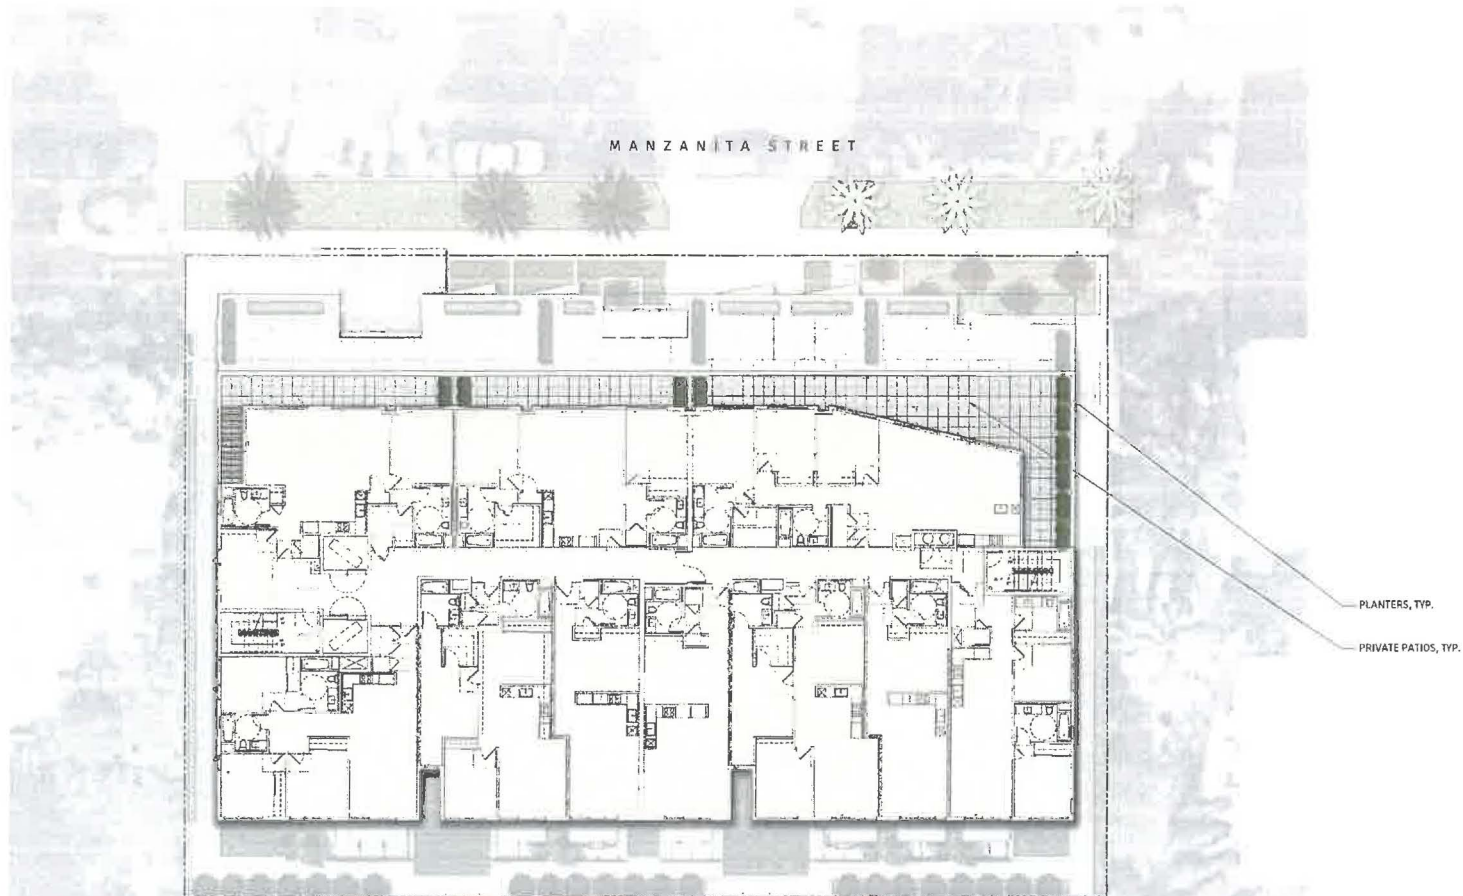 MANZANITA STREET
PLANTERS, TYP.
PRIVATE PATIOS, TYP.